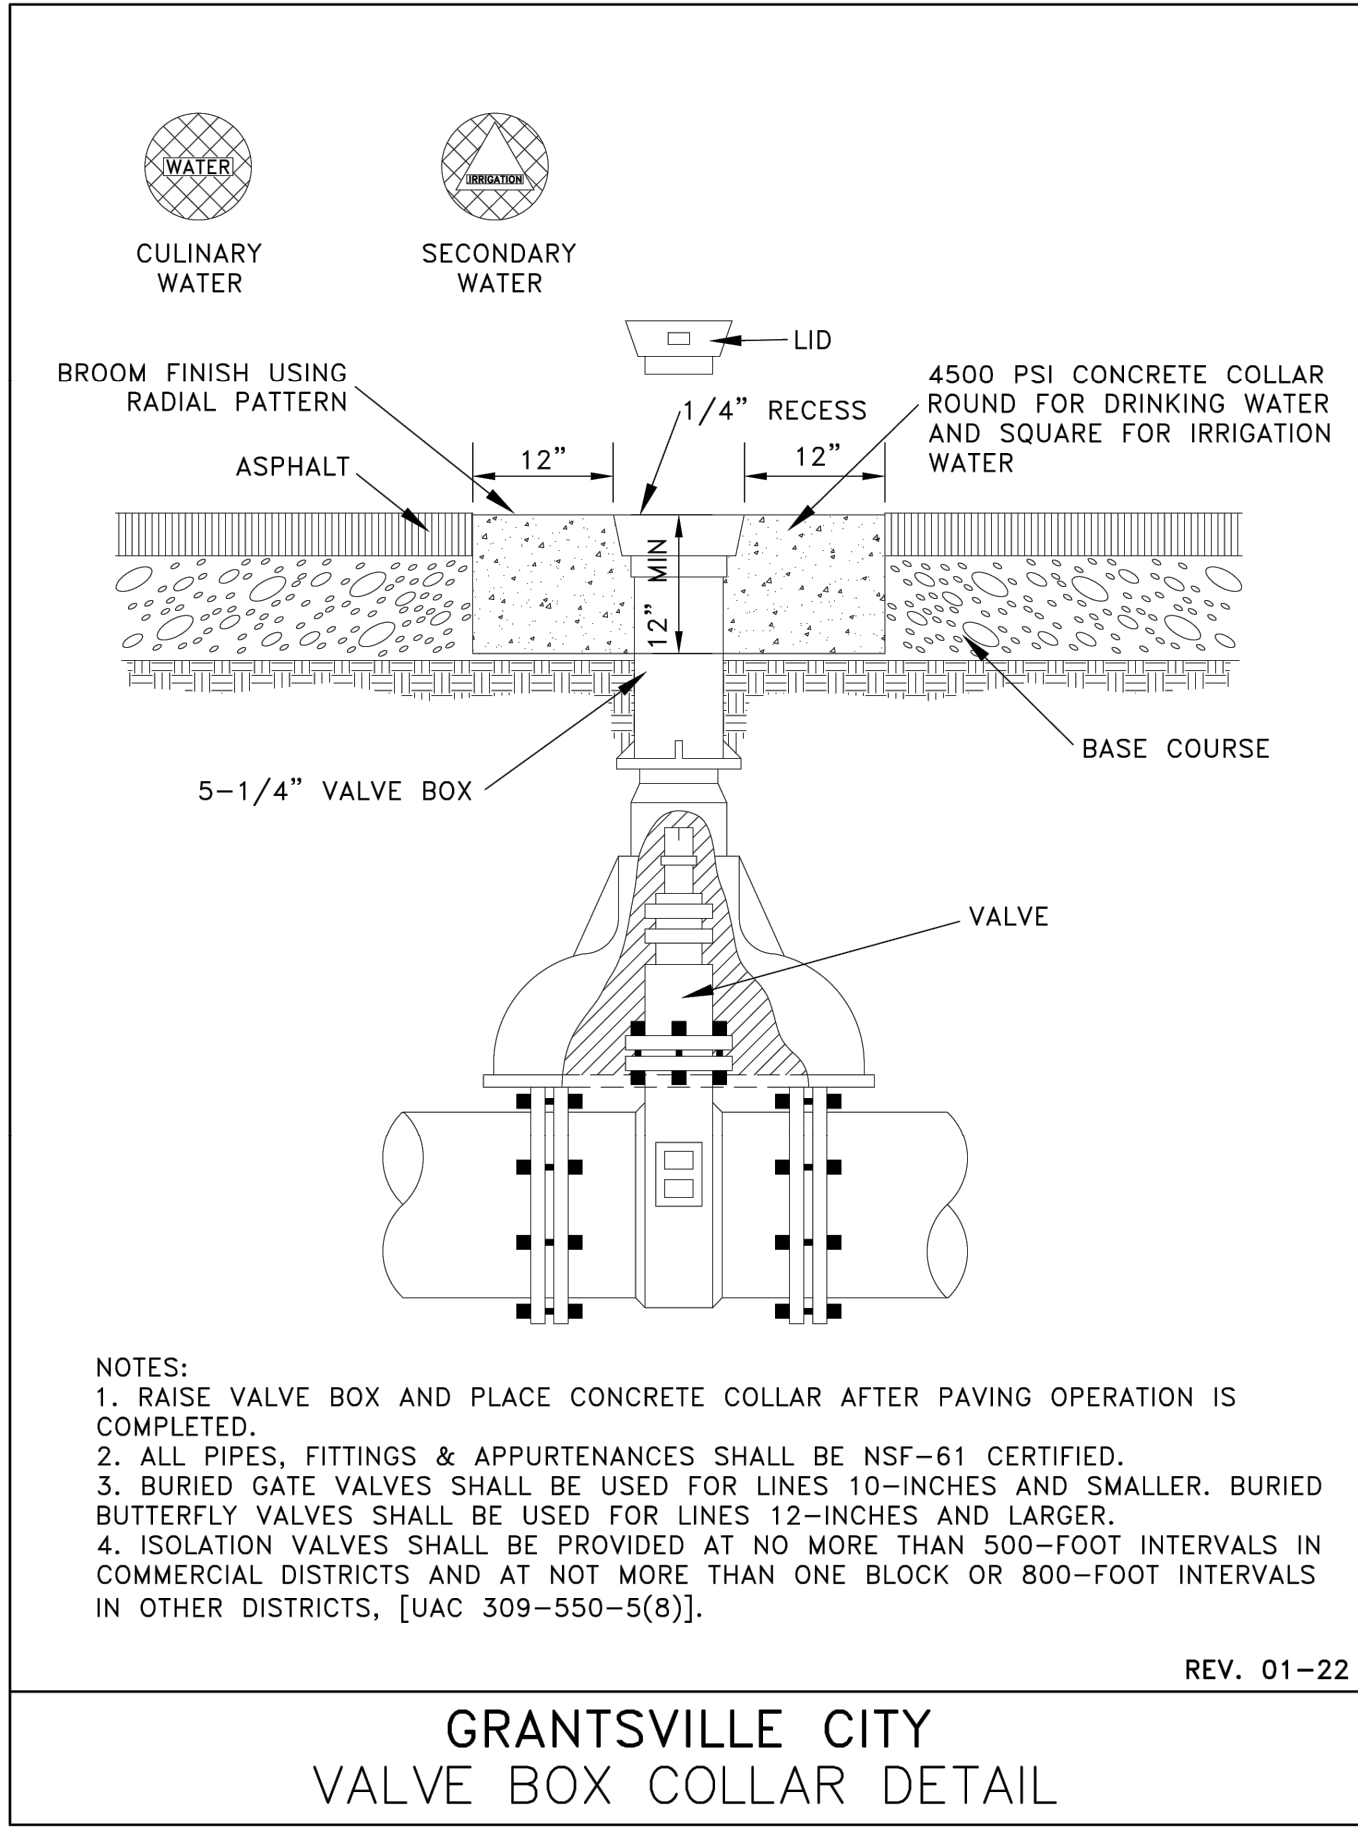 WATER
IRRIGATION
CULINARY
WATER
SECONDARY
WATER
LID
BROOM FINISH USING
RADIAL PATTERN
4500 PSI CONCRETE COLLAR
ROUND FOR DRINKING WATER
AND SQUARE FOR IRRIGATION
WATER
1/4" RECESS
ASPHALT
12"
12"
12" MIN
BASE COURSE
5-1/4" VALVE BOX
VALVE
NOTES:
1. RAISE VALVE BOX AND PLACE CONCRETE COLLAR AFTER PAVING OPERATION IS
COMPLETED.
2. ALL PIPES, FITTINGS & APPURTENANCES SHALL BE NSF-61 CERTIFIED.
3. BURIED GATE VALVES SHALL BE USED FOR LINES 10-INCHES AND SMALLER. BURIED
BUTTERFLY VALVES SHALL BE USED FOR LINES 12-INCHES AND LARGER.
4. ISOLATION VALVES SHALL BE PROVIDED AT NO MORE THAN 500-FOOT INTERVALS IN
COMMERCIAL DISTRICTS AND AT NOT MORE THAN ONE BLOCK OR 800-FOOT INTERVALS
IN OTHER DISTRICTS, [UAC 309-550-5(8)].
REV. 01-22
GRANTSVILLE CITY
VALVE BOX COLLAR DETAIL